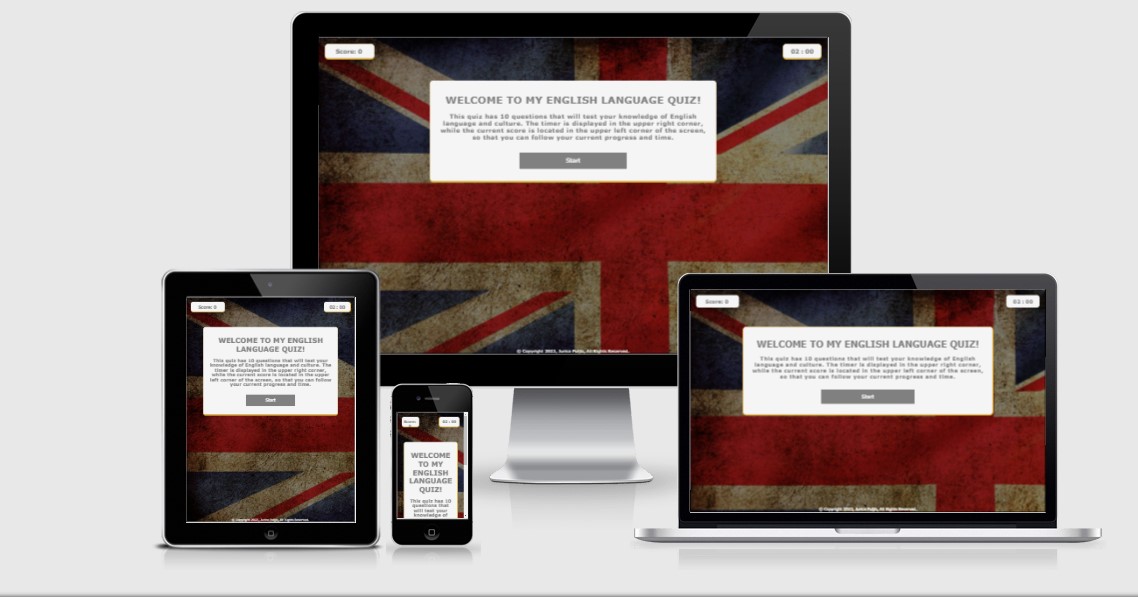 Score: 0
02 : 00
WELCOME TO MY ENGLISH LANGUAGE QUIZ!
This quiz has 10 questions that will test your knowledge of English
language and culture. The timer is displayed in the upper right corner,
while the current score is located in the upper left corner of the screen,
so that you can follow your current progress and time.
Start
© Copyright All Rights Reserved.
Score: 0
02 : 00
WELCOME TO MY ENGLISH
LANGUAGE QUIZ!
This quiz has 10 questions that will test your
knowledge of English language and culture. The
timer is displayed in the upper right corner,
while the current score is located in the upper
left corner of the screen, so that you can follow
your current progress and time.
Start
© Copyright All Rights Reserved.
Score:
02 : 00
WELCOME
TO MY
ENGLISH
LANGUAGE
QUIZ!
This quiz has 10
questions that
will test your
knowledge of
Score: 0
02 : 00
WELCOME TO MY ENGLISH LANGUAGE QUIZ!
This quiz has 10 questions that will test your knowledge of English
language and culture. The timer is displayed in the upper right corner,
while the current score is located in the upper left corner of the screen,
so that you can follow your current progress and time.
Start
© Copyright All Rights Reserved.